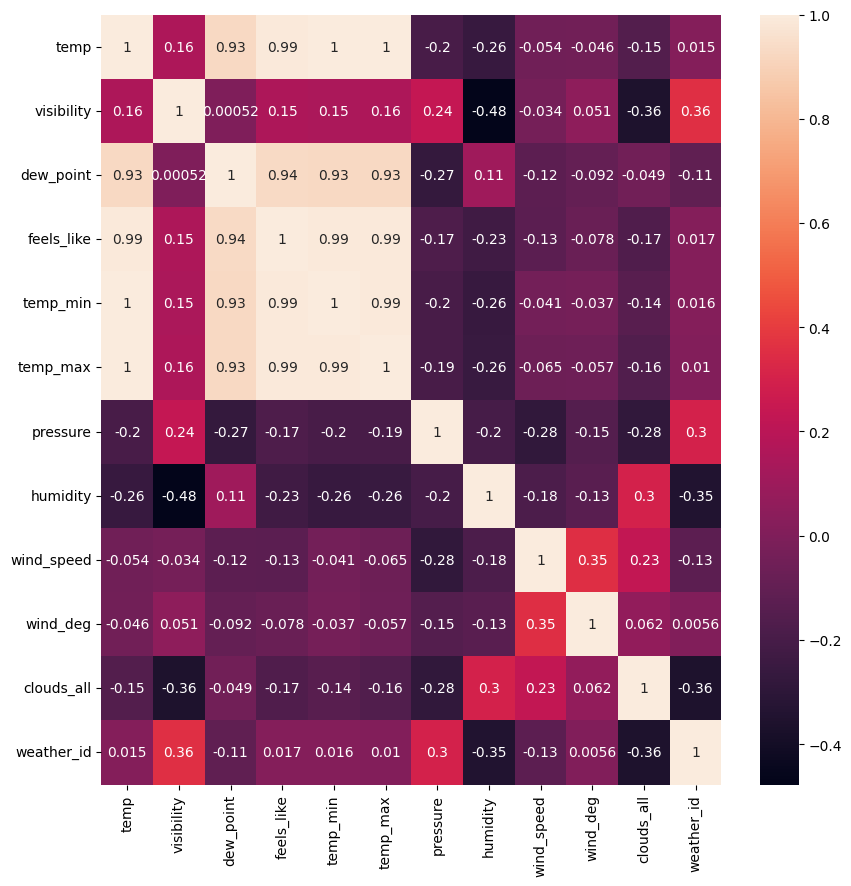 temp 1 0.16 0.93 0.99 1 1 -0.2 -0.26 -0.054 -0.046 -0.15 0.015
visibility 0.16 1 0.00052 0.15 0.15 0.16 0.24 -0.48 -0.034 0.051 -0.36 0.36
dew_point 0.93 0.00052 1 0.94 0.93 0.93 -0.27 0.11 -0.12 -0.092 -0.049 -0.11
feels_like 0.99 0.15 0.94 1 0.99 0.99 -0.17 -0.23 -0.13 -0.078 -0.17 0.017
temp_min 1 0.15 0.93 0.99 1 0.99 -0.2 -0.26 -0.041 -0.037 -0.14 0.016
temp_max 1 0.16 0.93 0.99 0.99 1 -0.19 -0.26 -0.065 -0.057 -0.16 0.01
pressure -0.2 0.24 -0.27 -0.17 -0.2 -0.19 1 -0.2 -0.28 -0.15 -0.28 0.3
humidity -0.26 -0.48 0.11 -0.23 -0.26 -0.26 -0.2 1 -0.18 -0.13 0.3 -0.35
wind_speed -0.054 -0.034 -0.12 -0.13 -0.041 -0.065 -0.28 -0.18 1 0.35 0.23 -0.13
wind_deg -0.046 0.051 -0.092 -0.078 -0.037 -0.057 -0.15 -0.13 0.35 1 0.062 0.0056
clouds_all -0.15 -0.36 -0.049 -0.17 -0.14 -0.16 -0.28 0.3 0.23 0.062 1 -0.36
weather_id 0.015 0.36 -0.11 0.017 0.016 0.01 0.3 -0.35 -0.13 0.0056 -0.36 1
temp visibility dew_point feels_like temp_min temp_max pressure humidity wind_speed wind_deg clouds_all weather_id
1.0
0.8
0.6
0.4
0.2
0.0
−0.2
−0.4